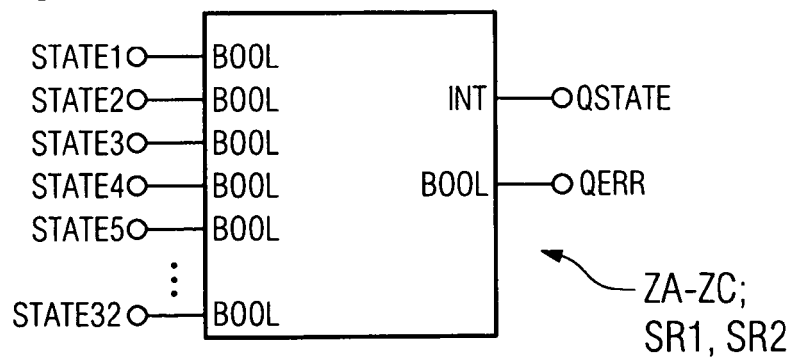 STATE1 BOOL
STATE2 BOOL
INT QSTATE
STATE3 BOOL
STATE4 BOOL
BOOL QERR
STATE5 BOOL
⋮
STATE32 BOOL
ZA-ZC;
SR1, SR2